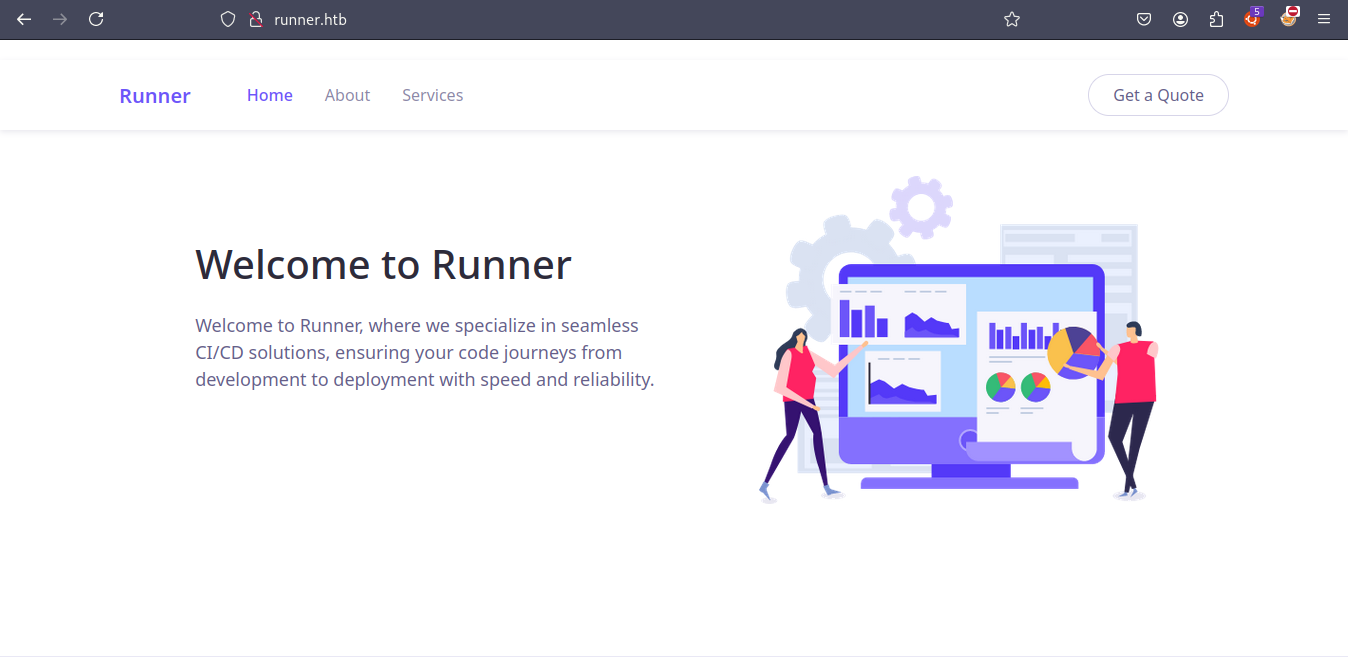 runner.htb
5
Runner Home About Services Get a Quote
Welcome to Runner
Welcome to Runner, where we specialize in seamless
CI/CD solutions, ensuring your code journeys from
development to deployment with speed and reliability.